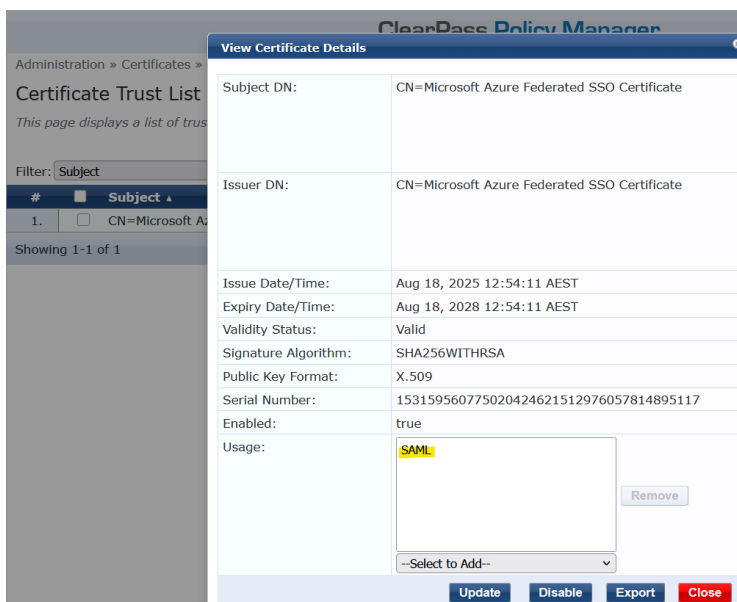 ClearPass Policy Manager
View Certificate Details
Administration » Certificates »
Certificate Trust List
This page displays a list of trus
Filter: Subject
# Subject
1. CN=Microsoft Az
Showing 1-1 of 1
Subject DN: CN=Microsoft Azure Federated SSO Certificate
Issuer DN: CN=Microsoft Azure Federated SSO Certificate
Issue Date/Time: Aug 18, 2025 12:54:11 AEST
Expiry Date/Time: Aug 18, 2028 12:54:11 AEST
Validity Status: Valid
Signature Algorithm: SHA256WITHRSA
Public Key Format: X.509
Serial Number: 153159560775020424621512976057814895117
Enabled: true
Usage: SAML
Remove
--Select to Add--
Update Disable Export Close